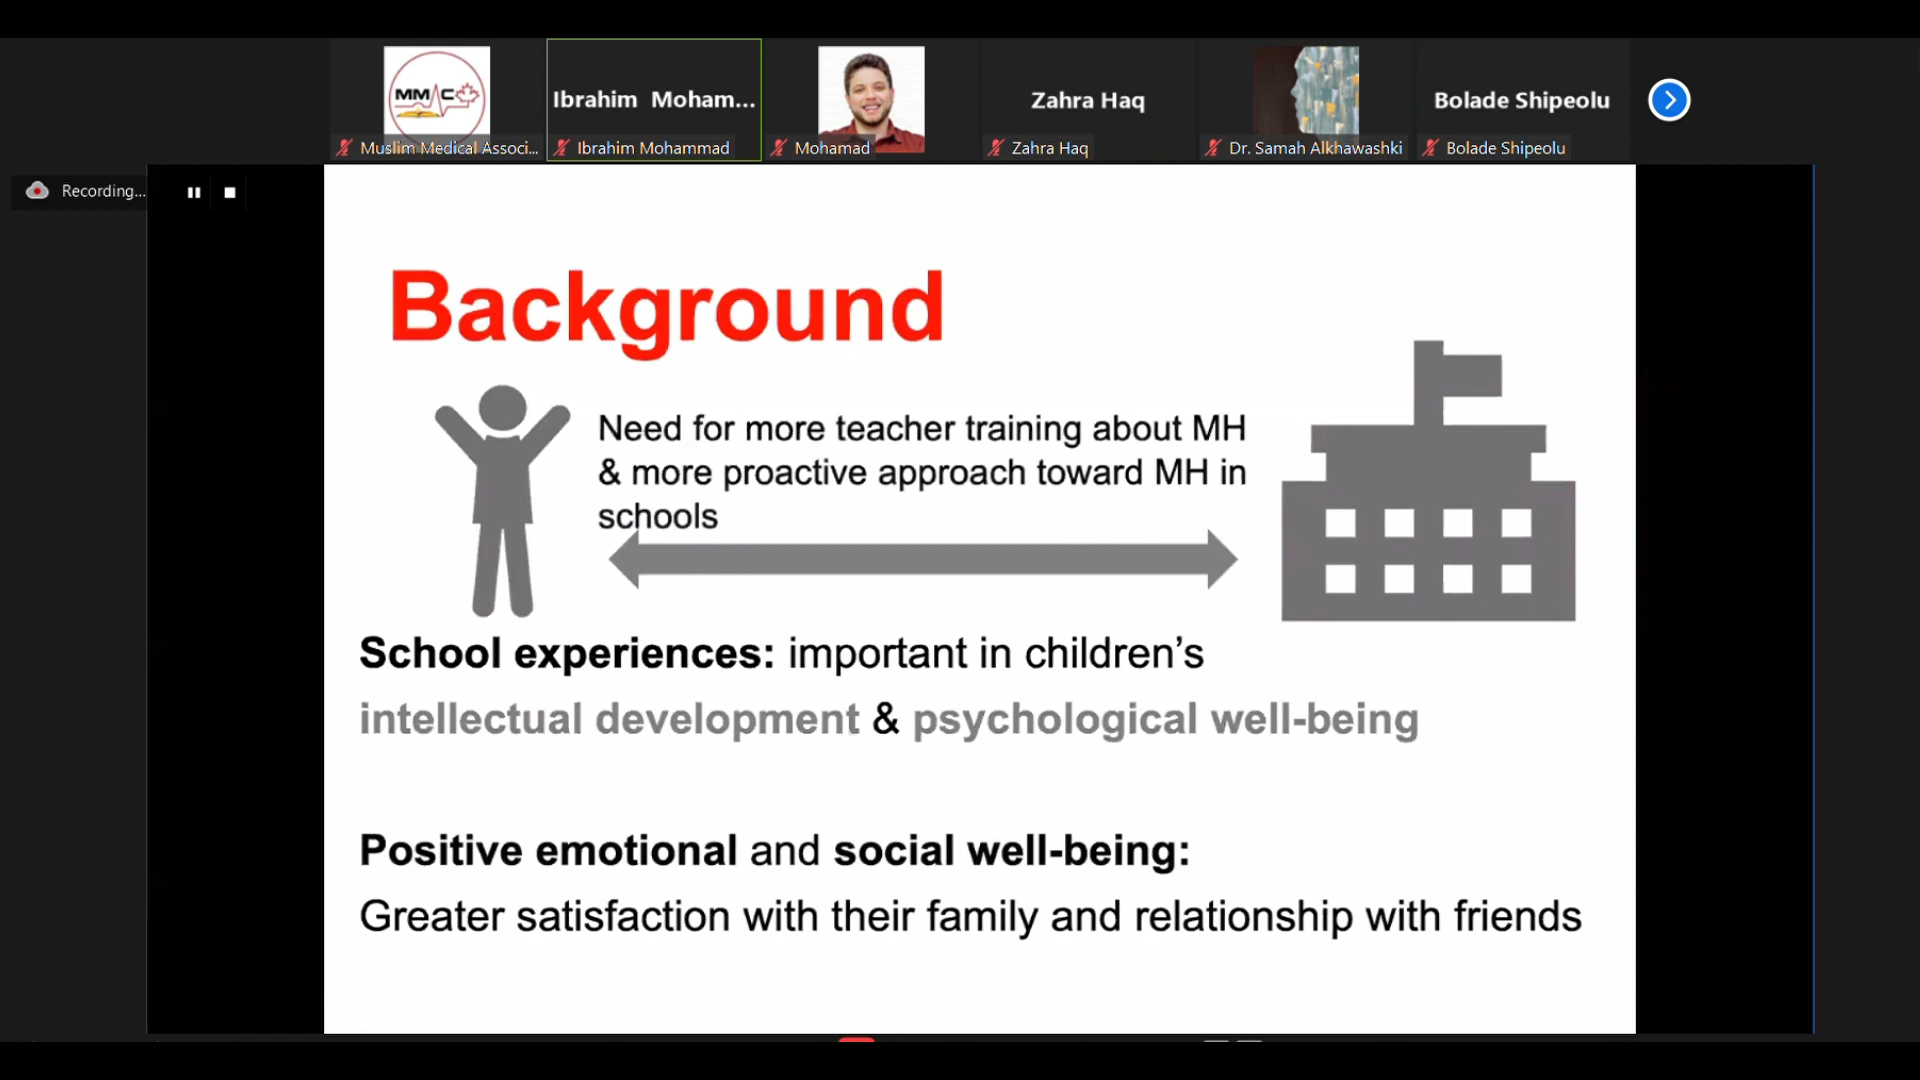 MMAC
Ibrahim Moham...
Zahra Haq
Bolade Shipeolu
Muslim Medical Associ...
Ibrahim Mohammad
Mohamad
Zahra Haq
Dr. Samah Alkhawashki
Bolade Shipeolu
Recording...
Background
Need for more teacher training about MH
& more proactive approach toward MH in
schools
School experiences: important in children’s
intellectual development & psychological well-being
Positive emotional and social well-being:
Greater satisfaction with their family and relationship with friends